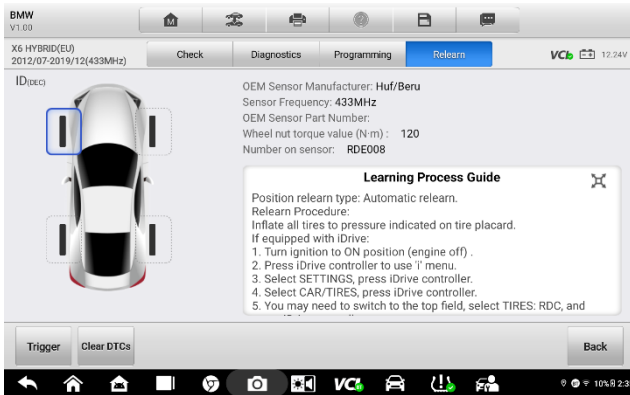 BMW
V1.00
X6 HYBRID(EU)
2012/07-2019/12(433MHz)
Check
Diagnostics
Programming
Relearn
VCI
12.24V
ID(DEC)
OEM Sensor Manufacturer: Huf/Beru
Sensor Frequency: 433MHz
OEM Sensor Part Number:
Wheel nut torque value (N·m) : 120
Number on sensor: RDE008
Learning Process Guide
Position relearn type: Automatic relearn.
Relearn Procedure:
Inflate all tires to pressure indicated on tire placard.
If equipped with iDrive:
1. Turn ignition to ON position (engine off) .
2. Press iDrive controller to use 'i' menu.
3. Select SETTINGS, press iDrive controller.
4. Select CAR/TIRES, press iDrive controller.
5. You may need to switch to the top field, select TIRES: RDC, and
Trigger
Clear DTCs
Back
VCI
10%